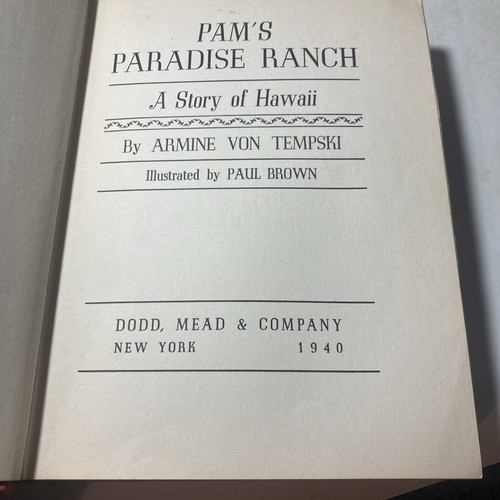 PAM'S
PARADISE RANCH
A Story of Hawaii
By ARMINE VON TEMPSKI
Illustrated by PAUL BROWN
DODD, MEAD & COMPANY
NEW YORK 1940